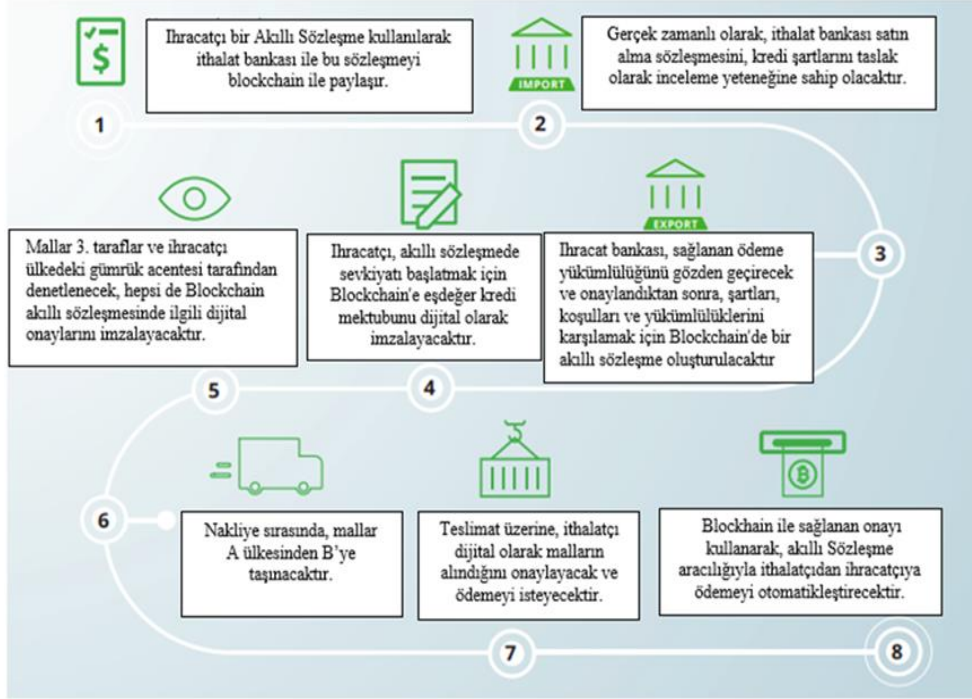 Ihracatçı bir Akıllı Sözleşme kullanılarak
ithalat bankası ile bu sözleşmeyi
blockchain ile paylaşır.
1
IMPORT
Gerçek zamanlı olarak, ithalat bankası satın
alma sözleşmesini, kredi şartlarını taslak
olarak inceleme yeteneğine sahip olacaktır.
2
EXPORT
Ihracat bankası, sağlanan ödeme
yükümlülüğünü gözden geçirecek
ve onaylandıktan sonra, şartları,
koşulları ve yükümlülüklerini
karşılamak için Blockchain'de bir
akıllı sözleşme oluşturulacaktır
3
Ihracatçı, akıllı sözleşmede
sevkiyatı başlatmak için
Blockchain'e eşdeğer kredi
mektubunu dijital olarak
imzalayacaktır.
4
Mallar 3. taraflar ve ihracatçı
ülkedeki gümrük acentesi tarafından
denetlenecek, hepsi de Blockchain
akıllı sözleşmesinde ilgili dijital
onaylarını imzalayacaktır.
5
6
Nakliye sırasında, mallar
A ülkesinden B’ye
taşınacaktır.
Teslimat üzerine, ithalatçı
dijital olarak malların
alındığını onaylayacak ve
ödemeyi isteyecektir.
7
Blockhain ile sağlanan onayı
kullanarak, akıllı Sözleşme
aracılığıyla ithalatçıdan ihracatçıya
ödemeyi otomatikleştirecektir.
8